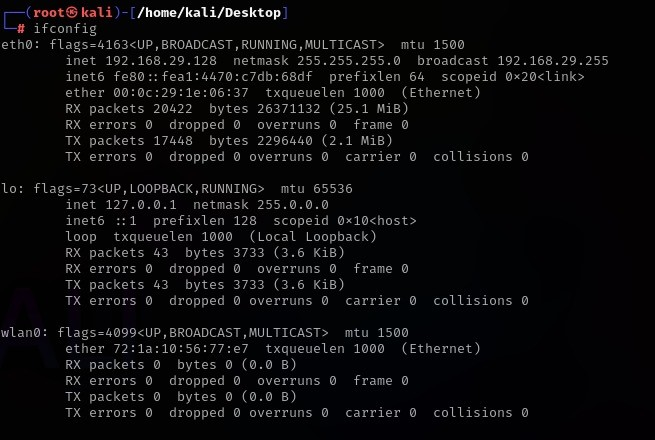 ┌──(root㉿kali)-[/home/kali/Desktop]
└─# ifconfig
eth0: flags=4163<UP,BROADCAST,RUNNING,MULTICAST>  mtu 1500
        inet 192.168.29.128  netmask 255.255.255.0  broadcast 192.168.29.255
        inet6 fe80::fea1:4470:c7db:68df  prefixlen 64  scopeid 0×20<link>
        ether 00:0c:29:1e:06:37  txqueuelen 1000  (Ethernet)
        RX packets 20422  bytes 26371132 (25.1 MiB)
        RX errors 0  dropped 0  overruns 0  frame 0
        TX packets 17448  bytes 2296440 (2.1 MiB)
        TX errors 0  dropped 0 overruns 0  carrier 0  collisions 0

lo: flags=73<UP,LOOPBACK,RUNNING>  mtu 65536
        inet 127.0.0.1  netmask 255.0.0.0
        inet6 ::1  prefixlen 128  scopeid 0×10<host>
        loop  txqueuelen 1000  (Local Loopback)
        RX packets 43  bytes 3733 (3.6 KiB)
        RX errors 0  dropped 0  overruns 0  frame 0
        TX packets 43  bytes 3733 (3.6 KiB)
        TX errors 0  dropped 0 overruns 0  carrier 0  collisions 0

wlan0: flags=4099<UP,BROADCAST,MULTICAST>  mtu 1500
        ether 72:1a:10:56:77:e7  txqueuelen 1000  (Ethernet)
        RX packets 0  bytes 0 (0.0 B)
        RX errors 0  dropped 0  overruns 0  frame 0
        TX packets 0  bytes 0 (0.0 B)
        TX errors 0  dropped 0 overruns 0  carrier 0  collisions 0